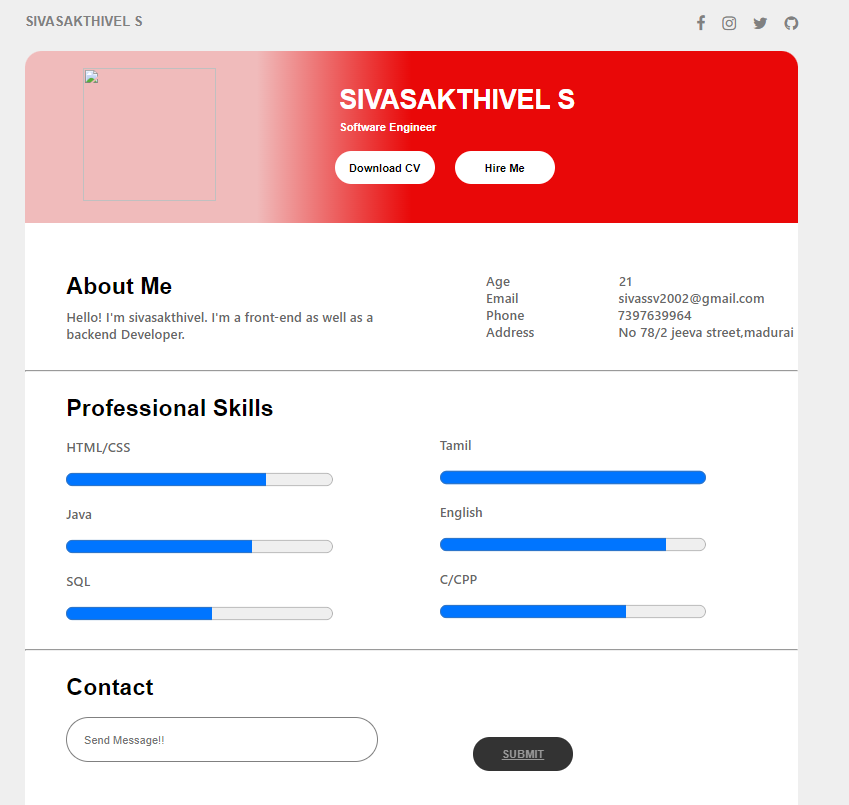 SIVASAKTHIVEL S
SIVASAKTHIVEL S
Software Engineer
Download CV
Hire Me
About Me
Hello! I'm sivasakthivel. I'm a front-end as well as a
backend Developer.
Age 21
Email sivassv2002@gmail.com
Phone 7397639964
Address No 78/2 jeeva street,madurai
Professional Skills
HTML/CSS
Java
SQL
Tamil
English
C/CPP
Contact
Send Message!!
SUBMIT